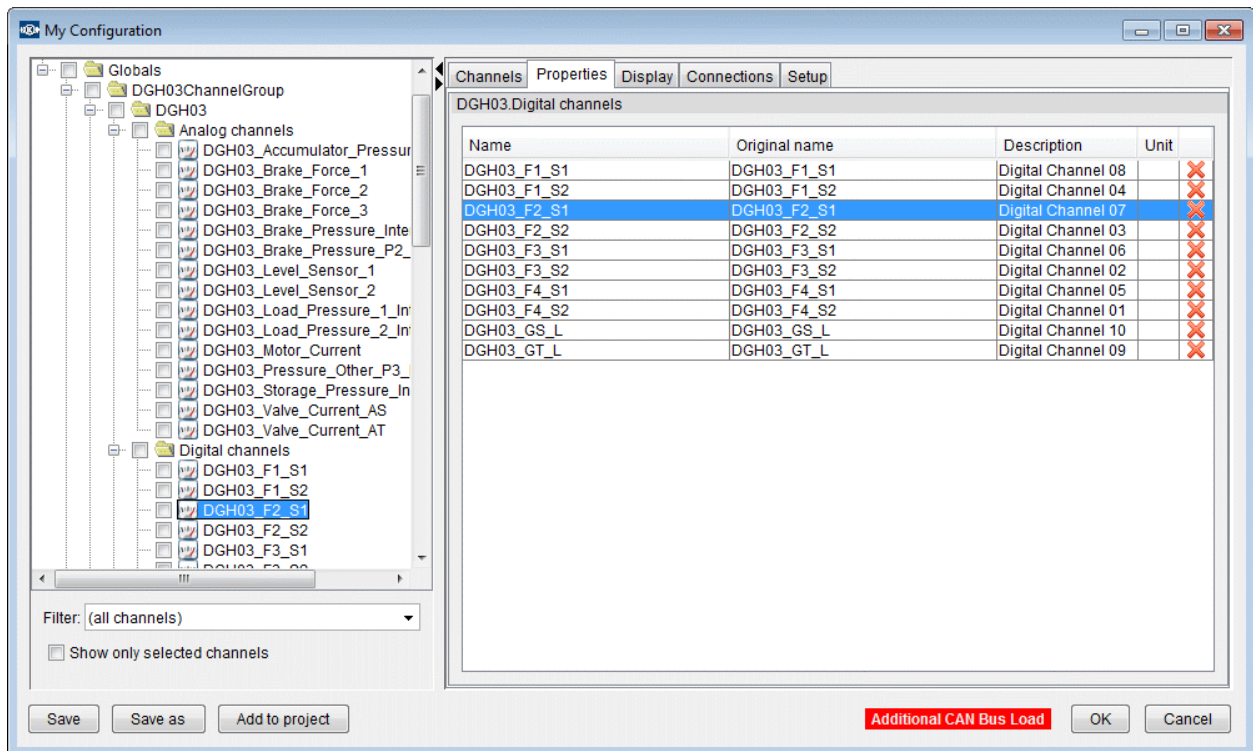 My Configuration
Globals
DGH03ChannelGroup
DGH03
Analog channels
DGH03_Accumulator_Pressur
DGH03_Brake_Force_1
DGH03_Brake_Force_2
DGH03_Brake_Force_3
DGH03_Brake_Pressure_Inte
DGH03_Brake_Pressure_P2_
DGH03_Level_Sensor_1
DGH03_Level_Sensor_2
DGH03_Load_Pressure_1_In
DGH03_Load_Pressure_2_In
DGH03_Motor_Current
DGH03_Pressure_Other_P3_
DGH03_Storage_Pressure_In
DGH03_Valve_Current_AS
DGH03_Valve_Current_AT
Digital channels
DGH03_F1_S1
DGH03_F1_S2
DGH03_F2_S1
DGH03_F2_S2
DGH03_F3_S1
Filter: (all channels)
Show only selected channels
Channels Properties Display Connections Setup
DGH03.Digital channels
Name Original name Description Unit
DGH03_F1_S1 DGH03_F1_S1 Digital Channel 08
DGH03_F1_S2 DGH03_F1_S2 Digital Channel 04
DGH03_F2_S1 DGH03_F2_S1 Digital Channel 07
DGH03_F2_S2 DGH03_F2_S2 Digital Channel 03
DGH03_F3_S1 DGH03_F3_S1 Digital Channel 06
DGH03_F3_S2 DGH03_F3_S2 Digital Channel 02
DGH03_F4_S1 DGH03_F4_S1 Digital Channel 05
DGH03_F4_S2 DGH03_F4_S2 Digital Channel 01
DGH03_GS_L DGH03_GS_L Digital Channel 10
DGH03_GT_L DGH03_GT_L Digital Channel 09
Save Save as Add to project Additional CAN Bus Load OK Cancel